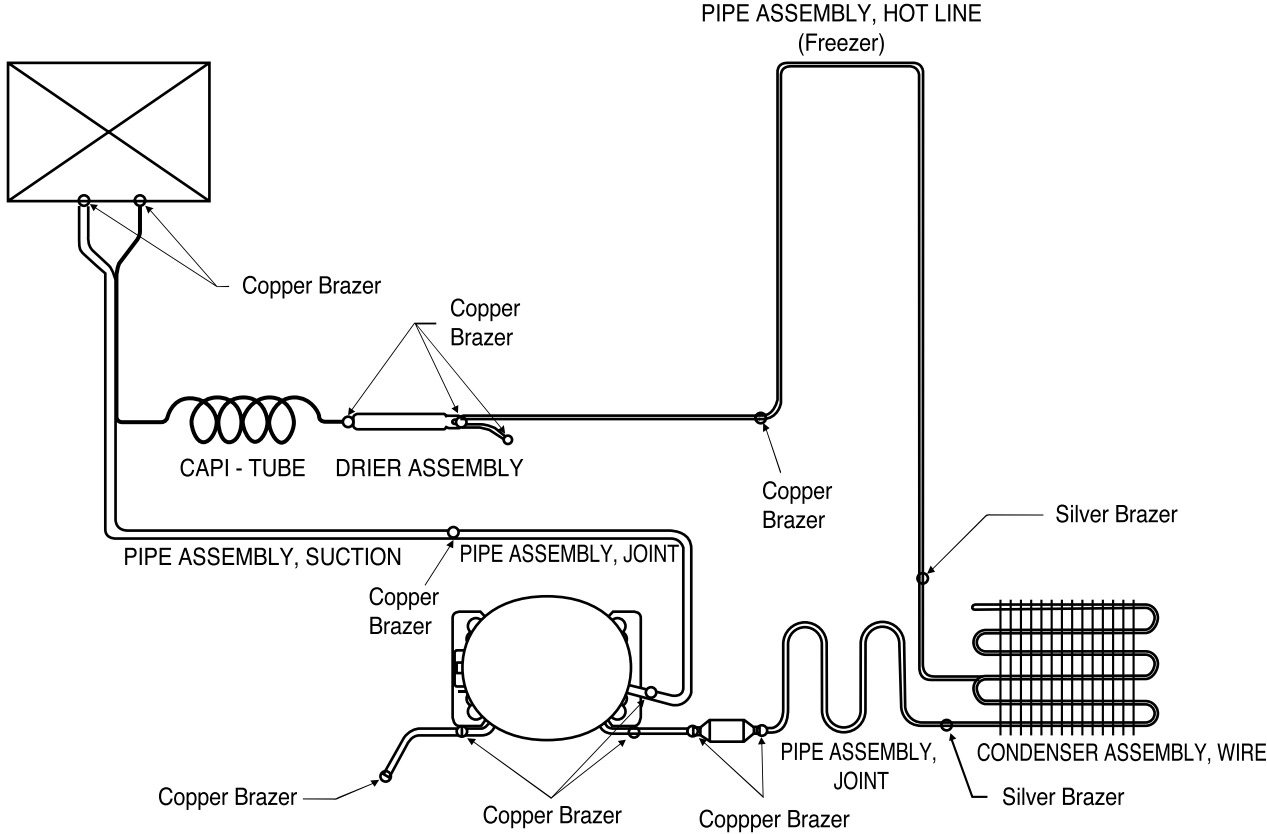 PIPE ASSEMBLY, HOT LINE
(Freezer)
Copper Brazer
Copper
Brazer
CAPI - TUBE
DRIER ASSEMBLY
Copper
Brazer
Silver Brazer
PIPE ASSEMBLY, SUCTION
PIPE ASSEMBLY, JOINT
Copper
Brazer
PIPE ASSEMBLY,
JOINT
CONDENSER ASSEMBLY, WIRE
Copper Brazer
Copper Brazer
Coppper Brazer
Silver Brazer